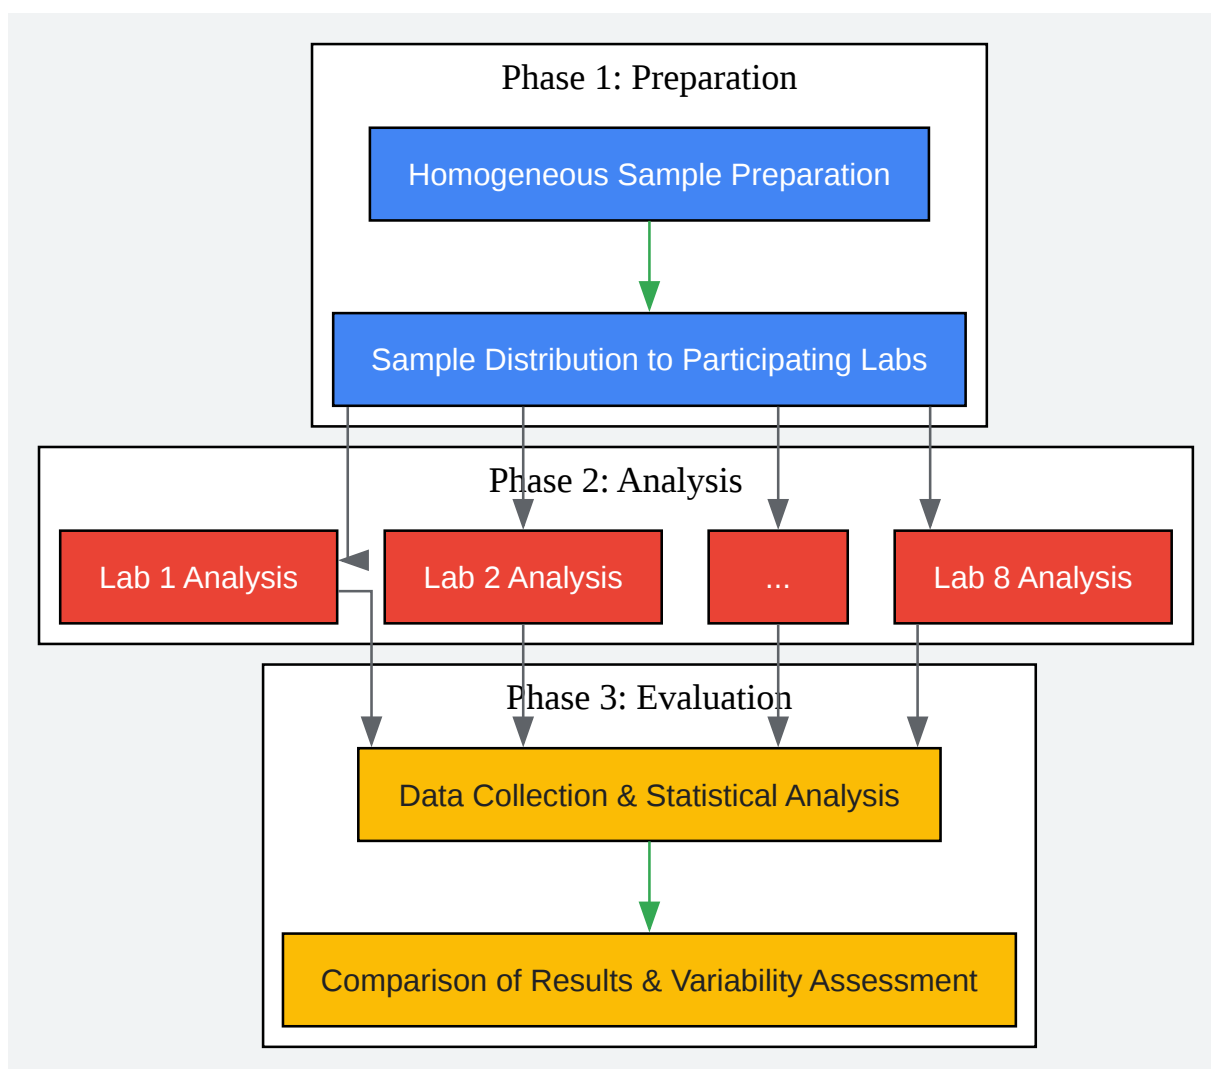 Phase 1: Preparation
Homogeneous Sample Preparation
Sample Distribution to Participating Labs
Phase 2: Analysis
Lab 1 Analysis
Lab 2 Analysis
...
Lab 8 Analysis
Phase 3: Evaluation
Data Collection & Statistical Analysis
Comparison of Results & Variability Assessment